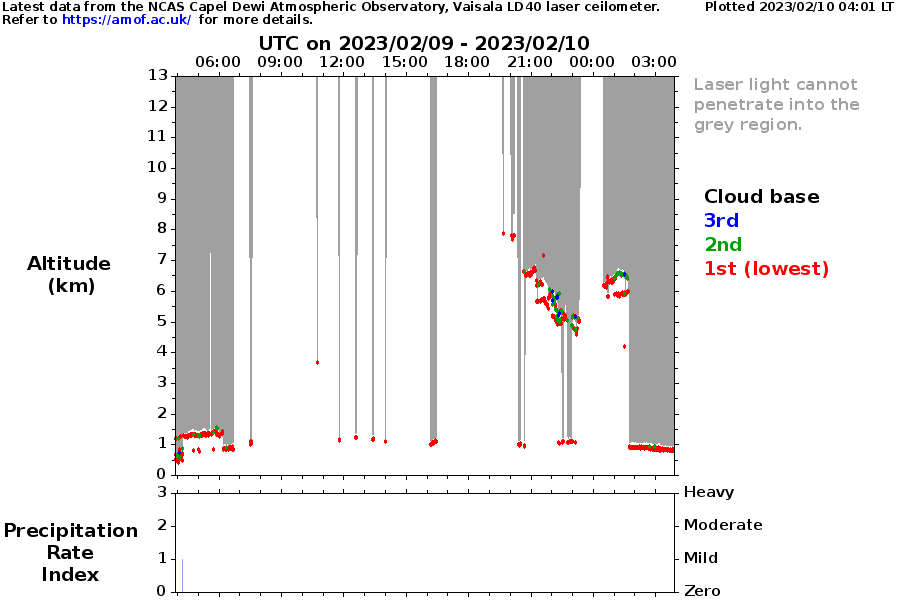 Latest data from the NCAS Capel Dewi Atmospheric Observatory, Vaisala LD40 laser ceilometer. Plotted 2023/02/10 04:01 LT
Refer to https://amof.ac.uk/ for more details.
UTC on 2023/02/09 - 2023/02/10
06:00 09:00 12:00 15:00 18:00 21:00 00:00 03:00
13
12
11
10
9
8
7
6
5
4
3
2
1
0
Altitude
(km)
Laser light cannot
penetrate into the
grey region.
Cloud base
3rd
2nd
1st (lowest)
3 Heavy
2 Moderate
1 Mild
0 Zero
Precipitation
Rate
Index